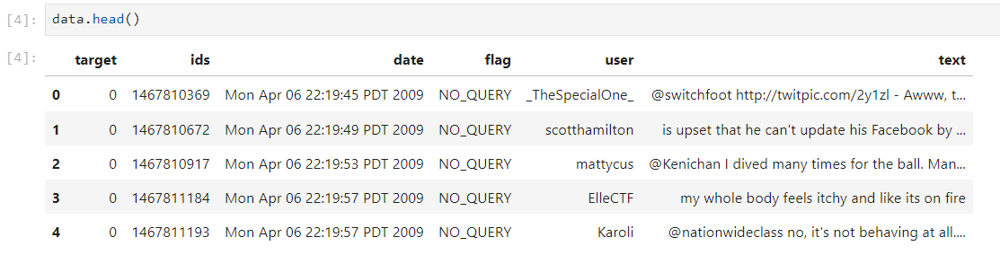 [4]: data.head()
[4]:
target ids date flag user text
0 0 1467810369 Mon Apr 06 22:19:45 PDT 2009 NO_QUERY _TheSpecialOne_ @switchfoot http://twitpic.com/2y1zl - Awww, t...
1 0 1467810672 Mon Apr 06 22:19:49 PDT 2009 NO_QUERY scotthamilton is upset that he can't update his Facebook by ...
2 0 1467810917 Mon Apr 06 22:19:53 PDT 2009 NO_QUERY mattycus @Kenichan I dived many times for the ball. Man...
3 0 1467811184 Mon Apr 06 22:19:57 PDT 2009 NO_QUERY ElleCTF my whole body feels itchy and like its on fire
4 0 1467811193 Mon Apr 06 22:19:57 PDT 2009 NO_QUERY Karoli @nationwideclass no, it's not behaving at all....